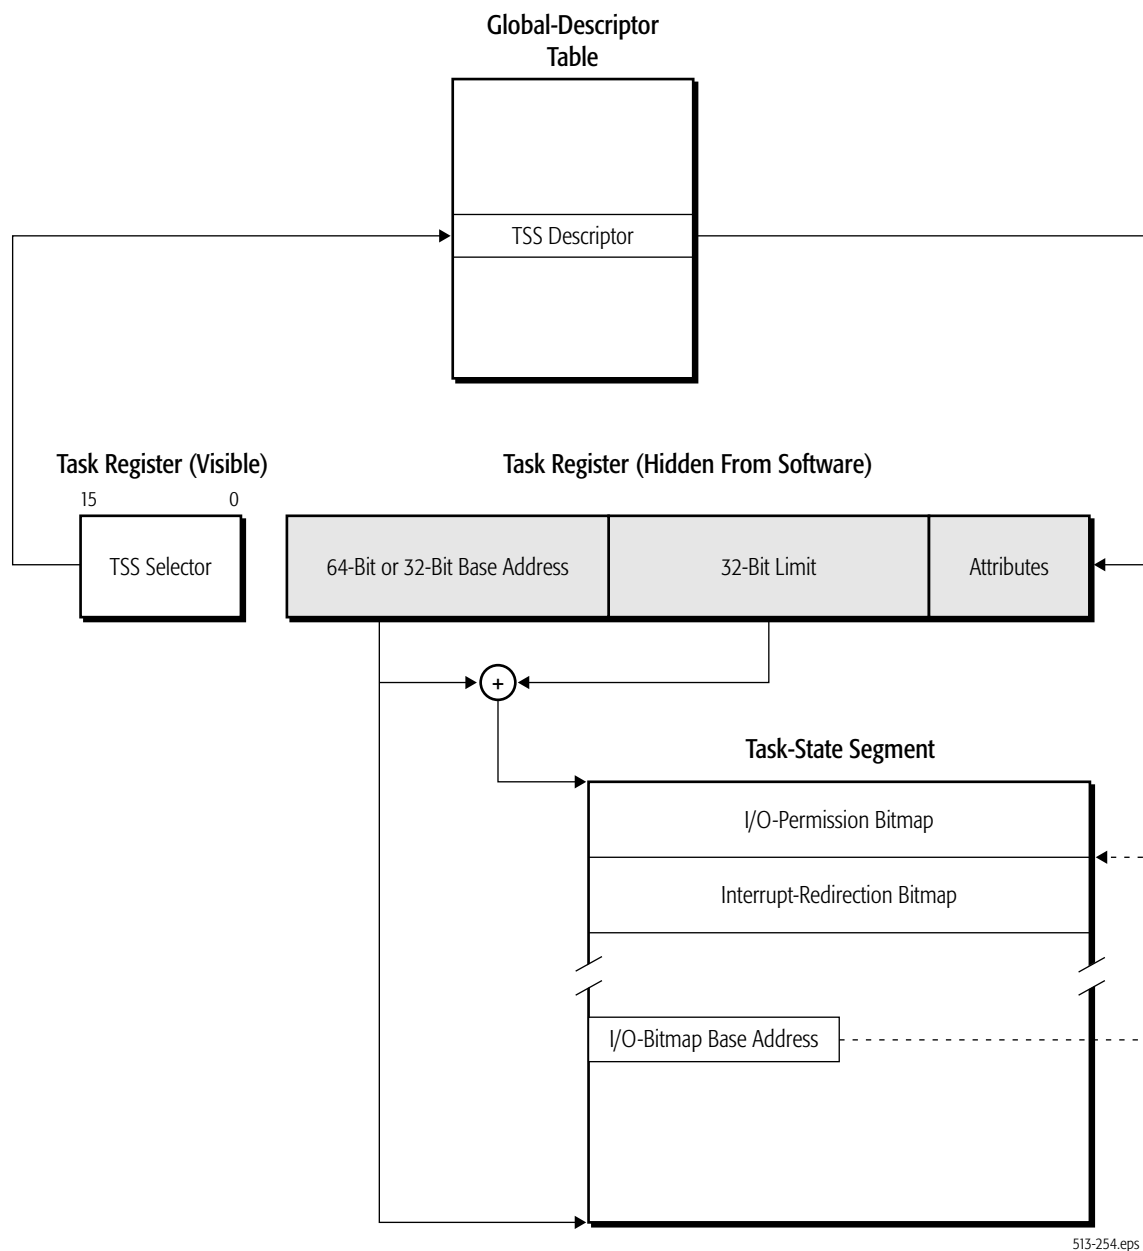 Global-Descriptor
Table
TSS Descriptor
Task Register (Visible)
Task Register (Hidden From Software)
15
0
TSS Selector
64-Bit or 32-Bit Base Address
32-Bit Limit
Attributes
+
Task-State Segment
I/O-Permission Bitmap
Interrupt-Redirection Bitmap
I/O-Bitmap Base Address
513-254.eps